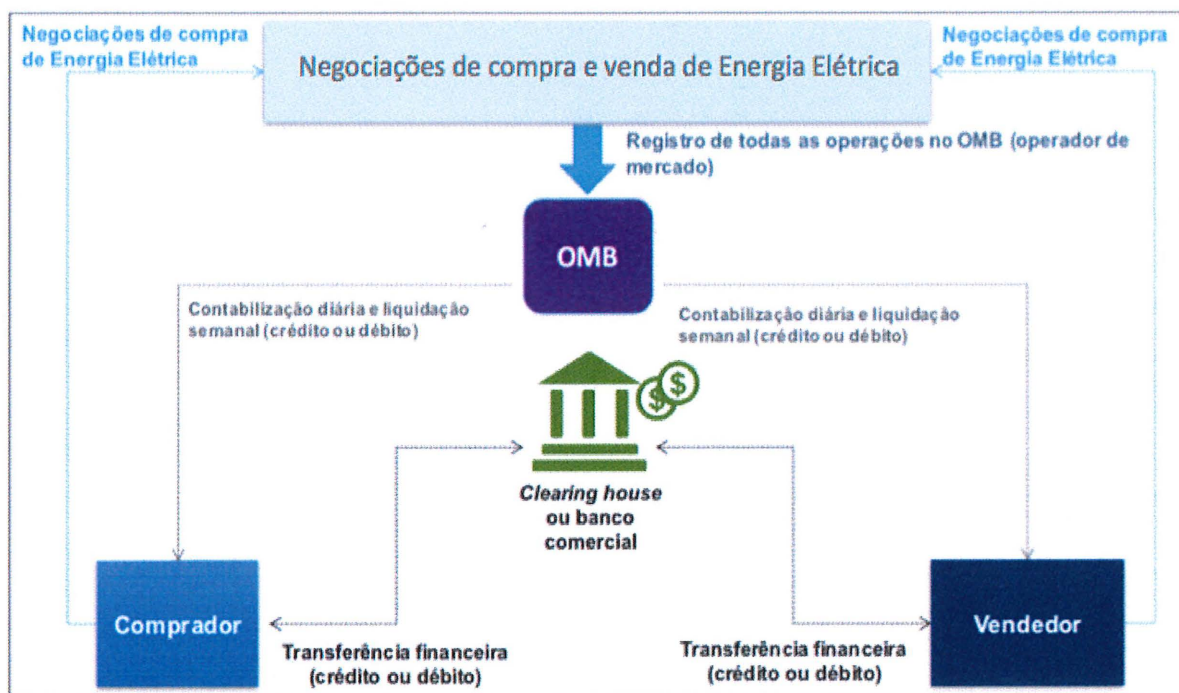 Negociações de compra
de Energia Elétrica
Negociações de compra e venda de Energia Elétrica
Negociações de compra
de Energia Elétrica
Registro de todas as operações no OMB (operador de
mercado)
OMB
Contabilização diária e liquidação
semanal (crédito ou débito)
Contabilização diária e liquidação
semanal (crédito ou débito)
$
$
Clearing house
ou banco
comercial
Comprador
Vendedor
Transferência financeira
(crédito ou débito)
Transferência financeira
(crédito ou débito)